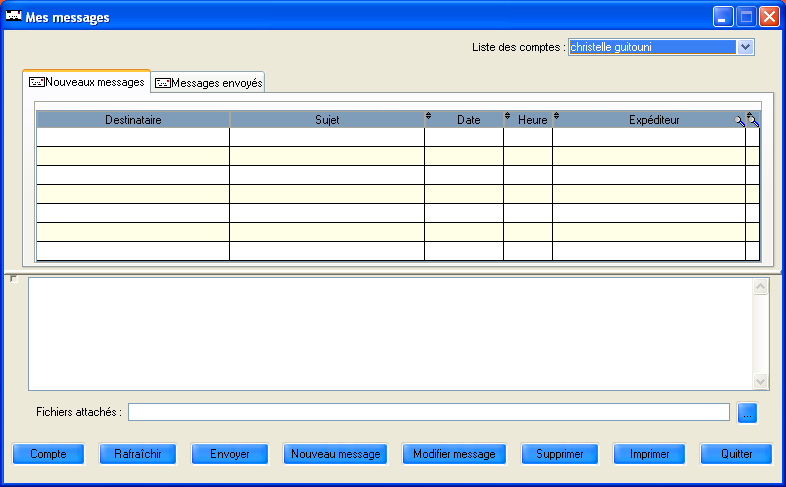 Mes messages
Liste des comptes : christelle guitouni
Nouveaux messages Messages envoyés
Destinataire Sujet Date Heure Expéditeur
Fichiers attachés : ...
Compte Rafraîchir Envoyer Nouveau message Modifier message Supprimer Imprimer Quitter